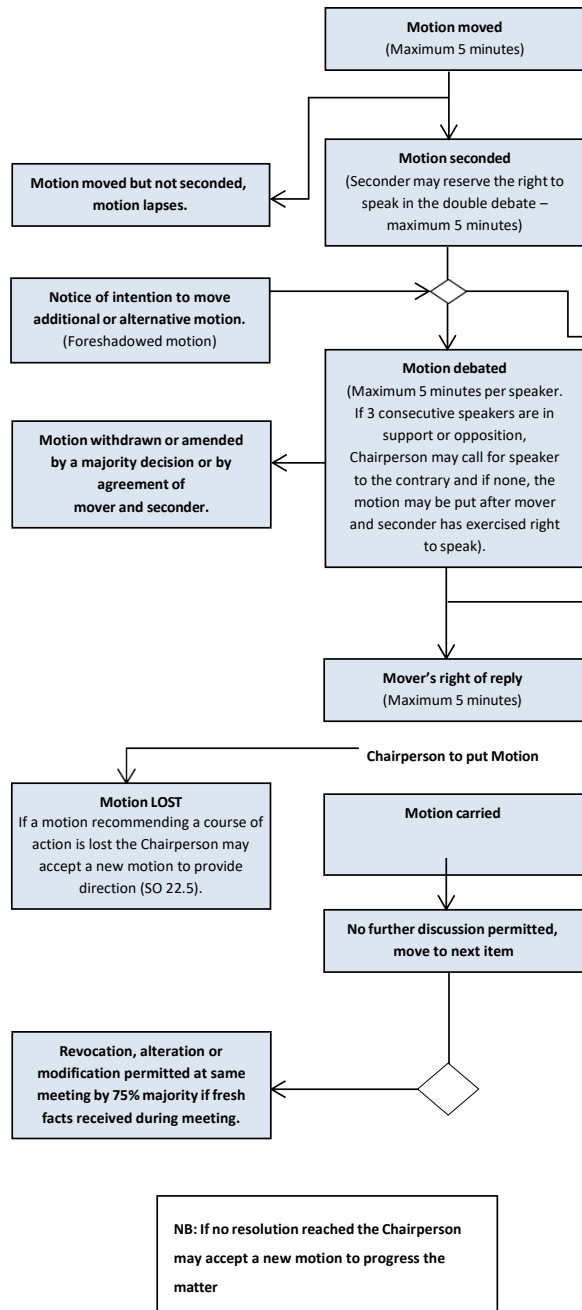 Motion moved
(Maximum 5 minutes)
Motion seconded
(Seconder may reserve the right to
speak in the double debate –
maximum 5 minutes)
Motion moved but not seconded,
motion lapses.
Notice of intention to move
additional or alternative motion.
(Foreshadowed motion)
Motion debated
(Maximum 5 minutes per speaker.
If 3 consecutive speakers are in
support or opposition,
Chairperson may call for speaker
to the contrary and if none, the
motion may be put after mover
and seconder has exercised right
to speak).
Motion withdrawn or amended
by a majority decision or by
agreement of
mover and seconder.
Mover’s right of reply
(Maximum 5 minutes)
Chairperson to put Motion
Motion LOST
If a motion recommending a course of
action is lost the Chairperson may
accept a new motion to provide
direction (SO 22.5).
Motion carried
No further discussion permitted,
move to next item
Revocation, alteration or
modification permitted at same
meeting by 75% majority if fresh
facts received during meeting.
NB: If no resolution reached the Chairperson
may accept a new motion to progress the
matter